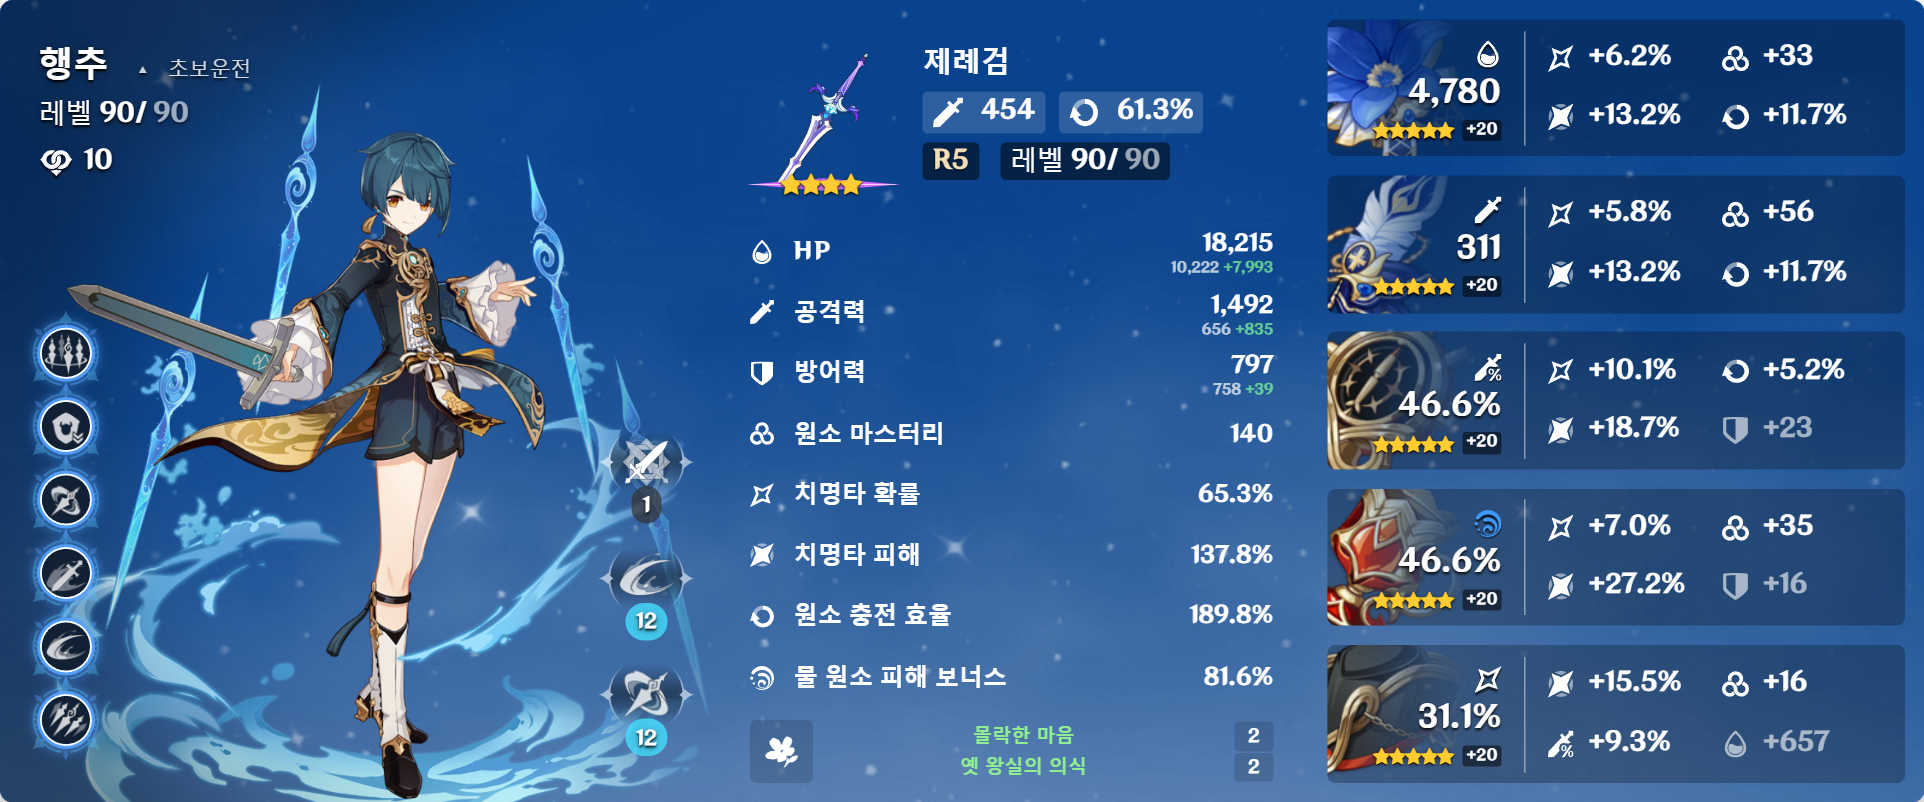 행추 ▲ 초보운전
레벨 90/ 90
10
1
12
12
제례검
454 61.3%
R5 레벨 90/ 90
HP 18,215
10,222 +7,993
공격력 1,492
656 +835
방어력 797
758 +39
원소 마스터리 140
치명타 확률 65.3%
치명타 피해 137.8%
원소 충전 효율 189.8%
물 원소 피해 보너스 81.6%
몰락한 마음 2
옛 왕실의 의식 2
4,780
+20
+6.2% +33
+13.2% +11.7%
311
+20
+5.8% +56
+13.2% +11.7%
%
46.6%
+20
+10.1% +5.2%
+18.7% +23
46.6%
+20
+7.0% +35
+27.2% +16
31.1%
+20
+15.5% +16
% +9.3% +657